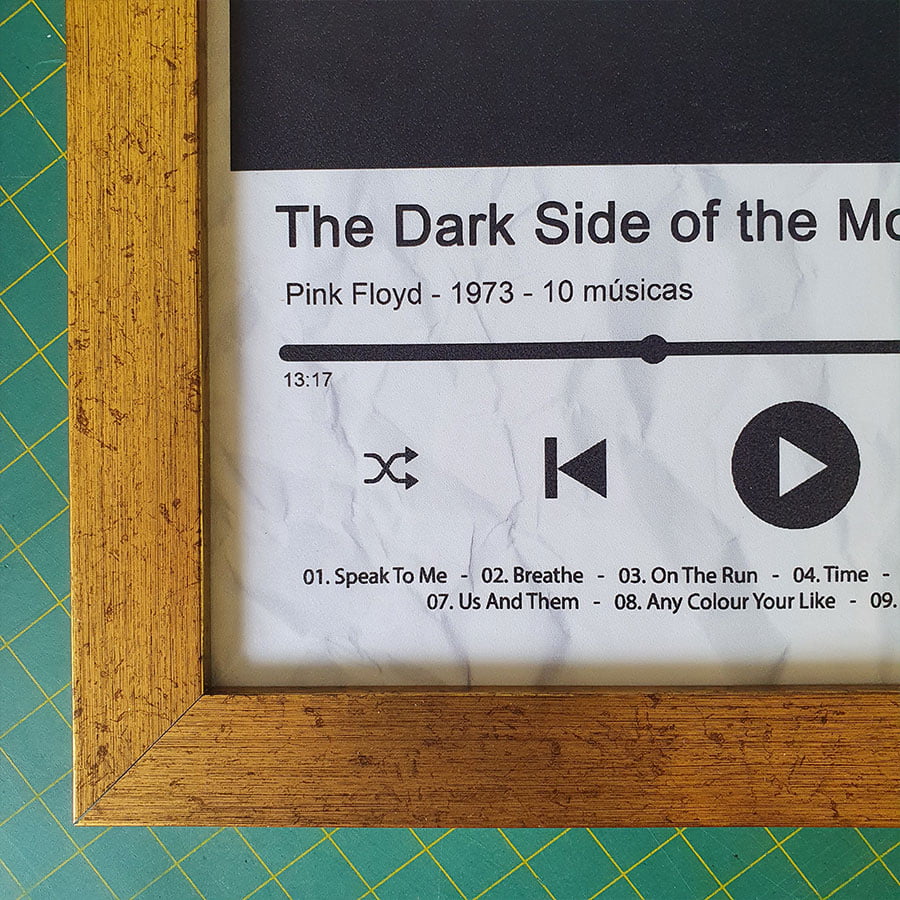 The Dark Side of the Mo
Pink Floyd - 1973 - 10 músicas
13:17
01. Speak To Me - 02. Breathe - 03. On The Run - 04. Time -
07. Us And Them - 08. Any Colour Your Like - 09.